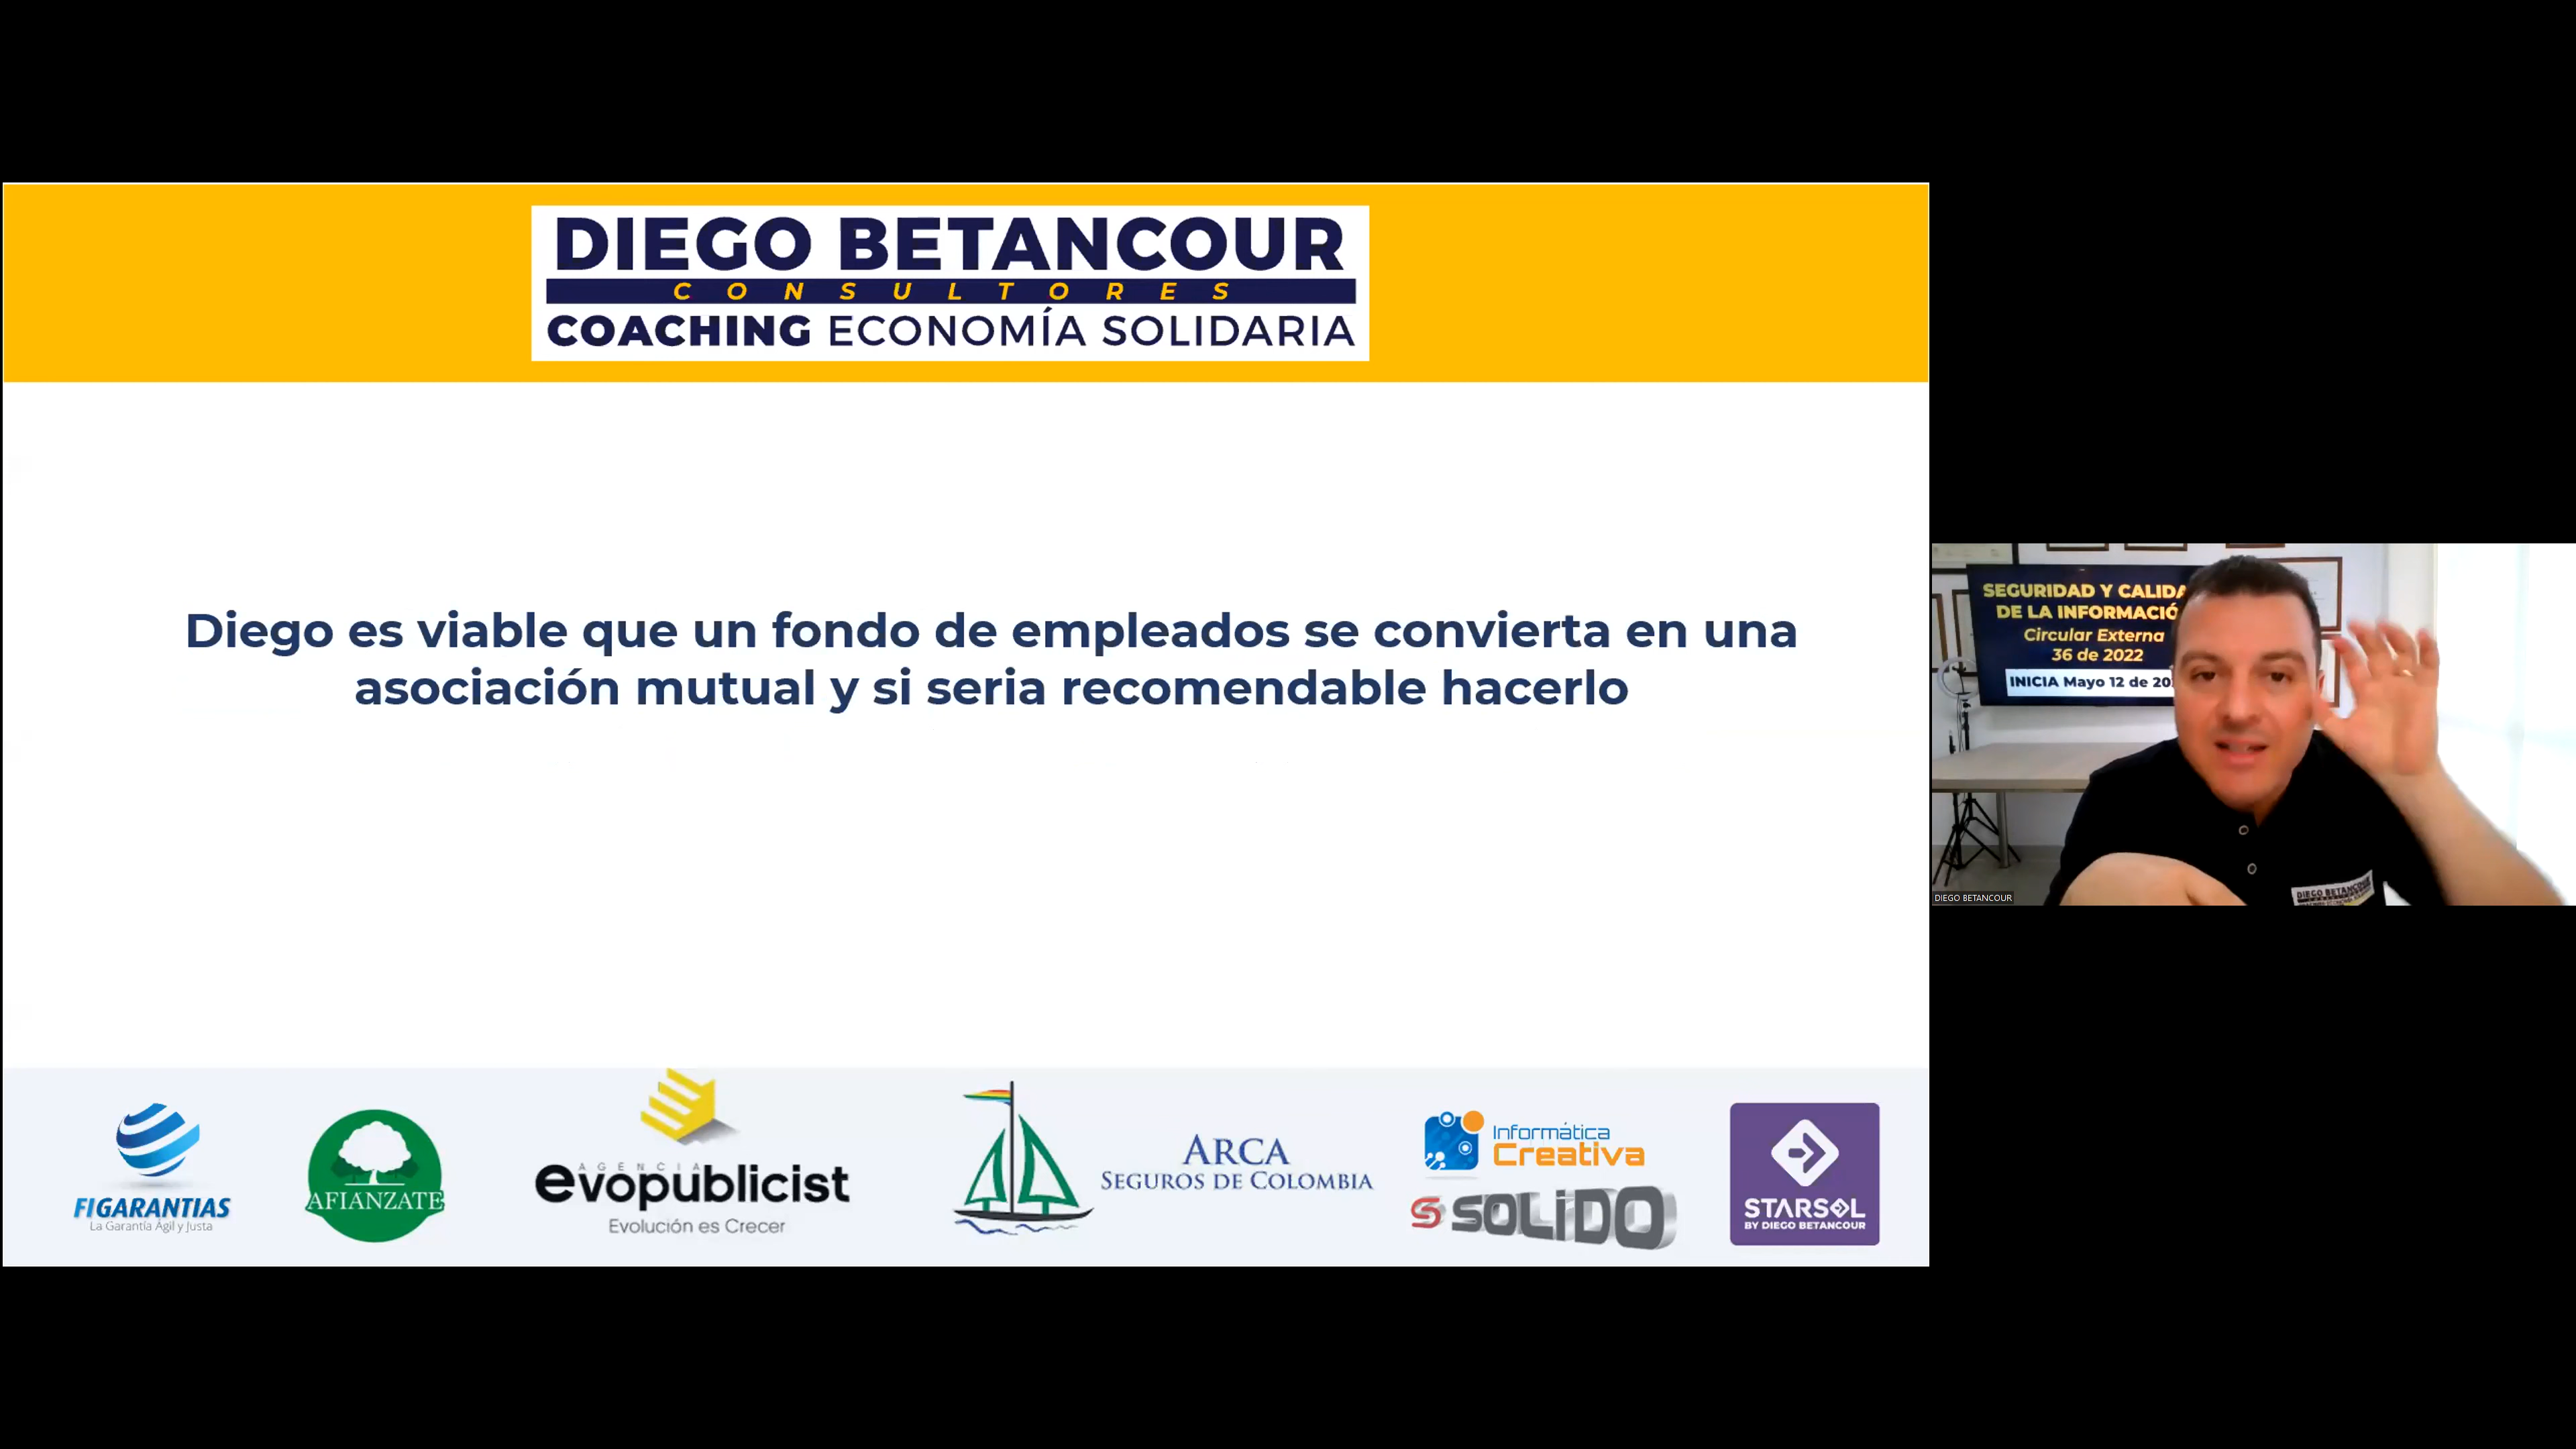 DIEGO BETANCOUR
CONSULTORES
COACHING ECONOMÍA SOLIDARIA
Diego es viable que un fondo de empleados se convierta en una
asociación mutual y si seria recomendable hacerlo
SEGURIDAD Y CALIDA
DE LA INFORMACIÓ
Circular Externa
36 de 2022
INICIA Mayo 12 de 20
DIEGO BETANCOUR
DIEGO BETANCOUR
FIGARANTIAS
La Garantía Ágil y Justa
AFIANZATE
AGENCIA
evopublicist
Evolución es Crecer
ARCA
SEGUROS DE COLOMBIA
Informática
Creativa
S SOLiDO
STARSOL
BY DIEGO BETANCOUR